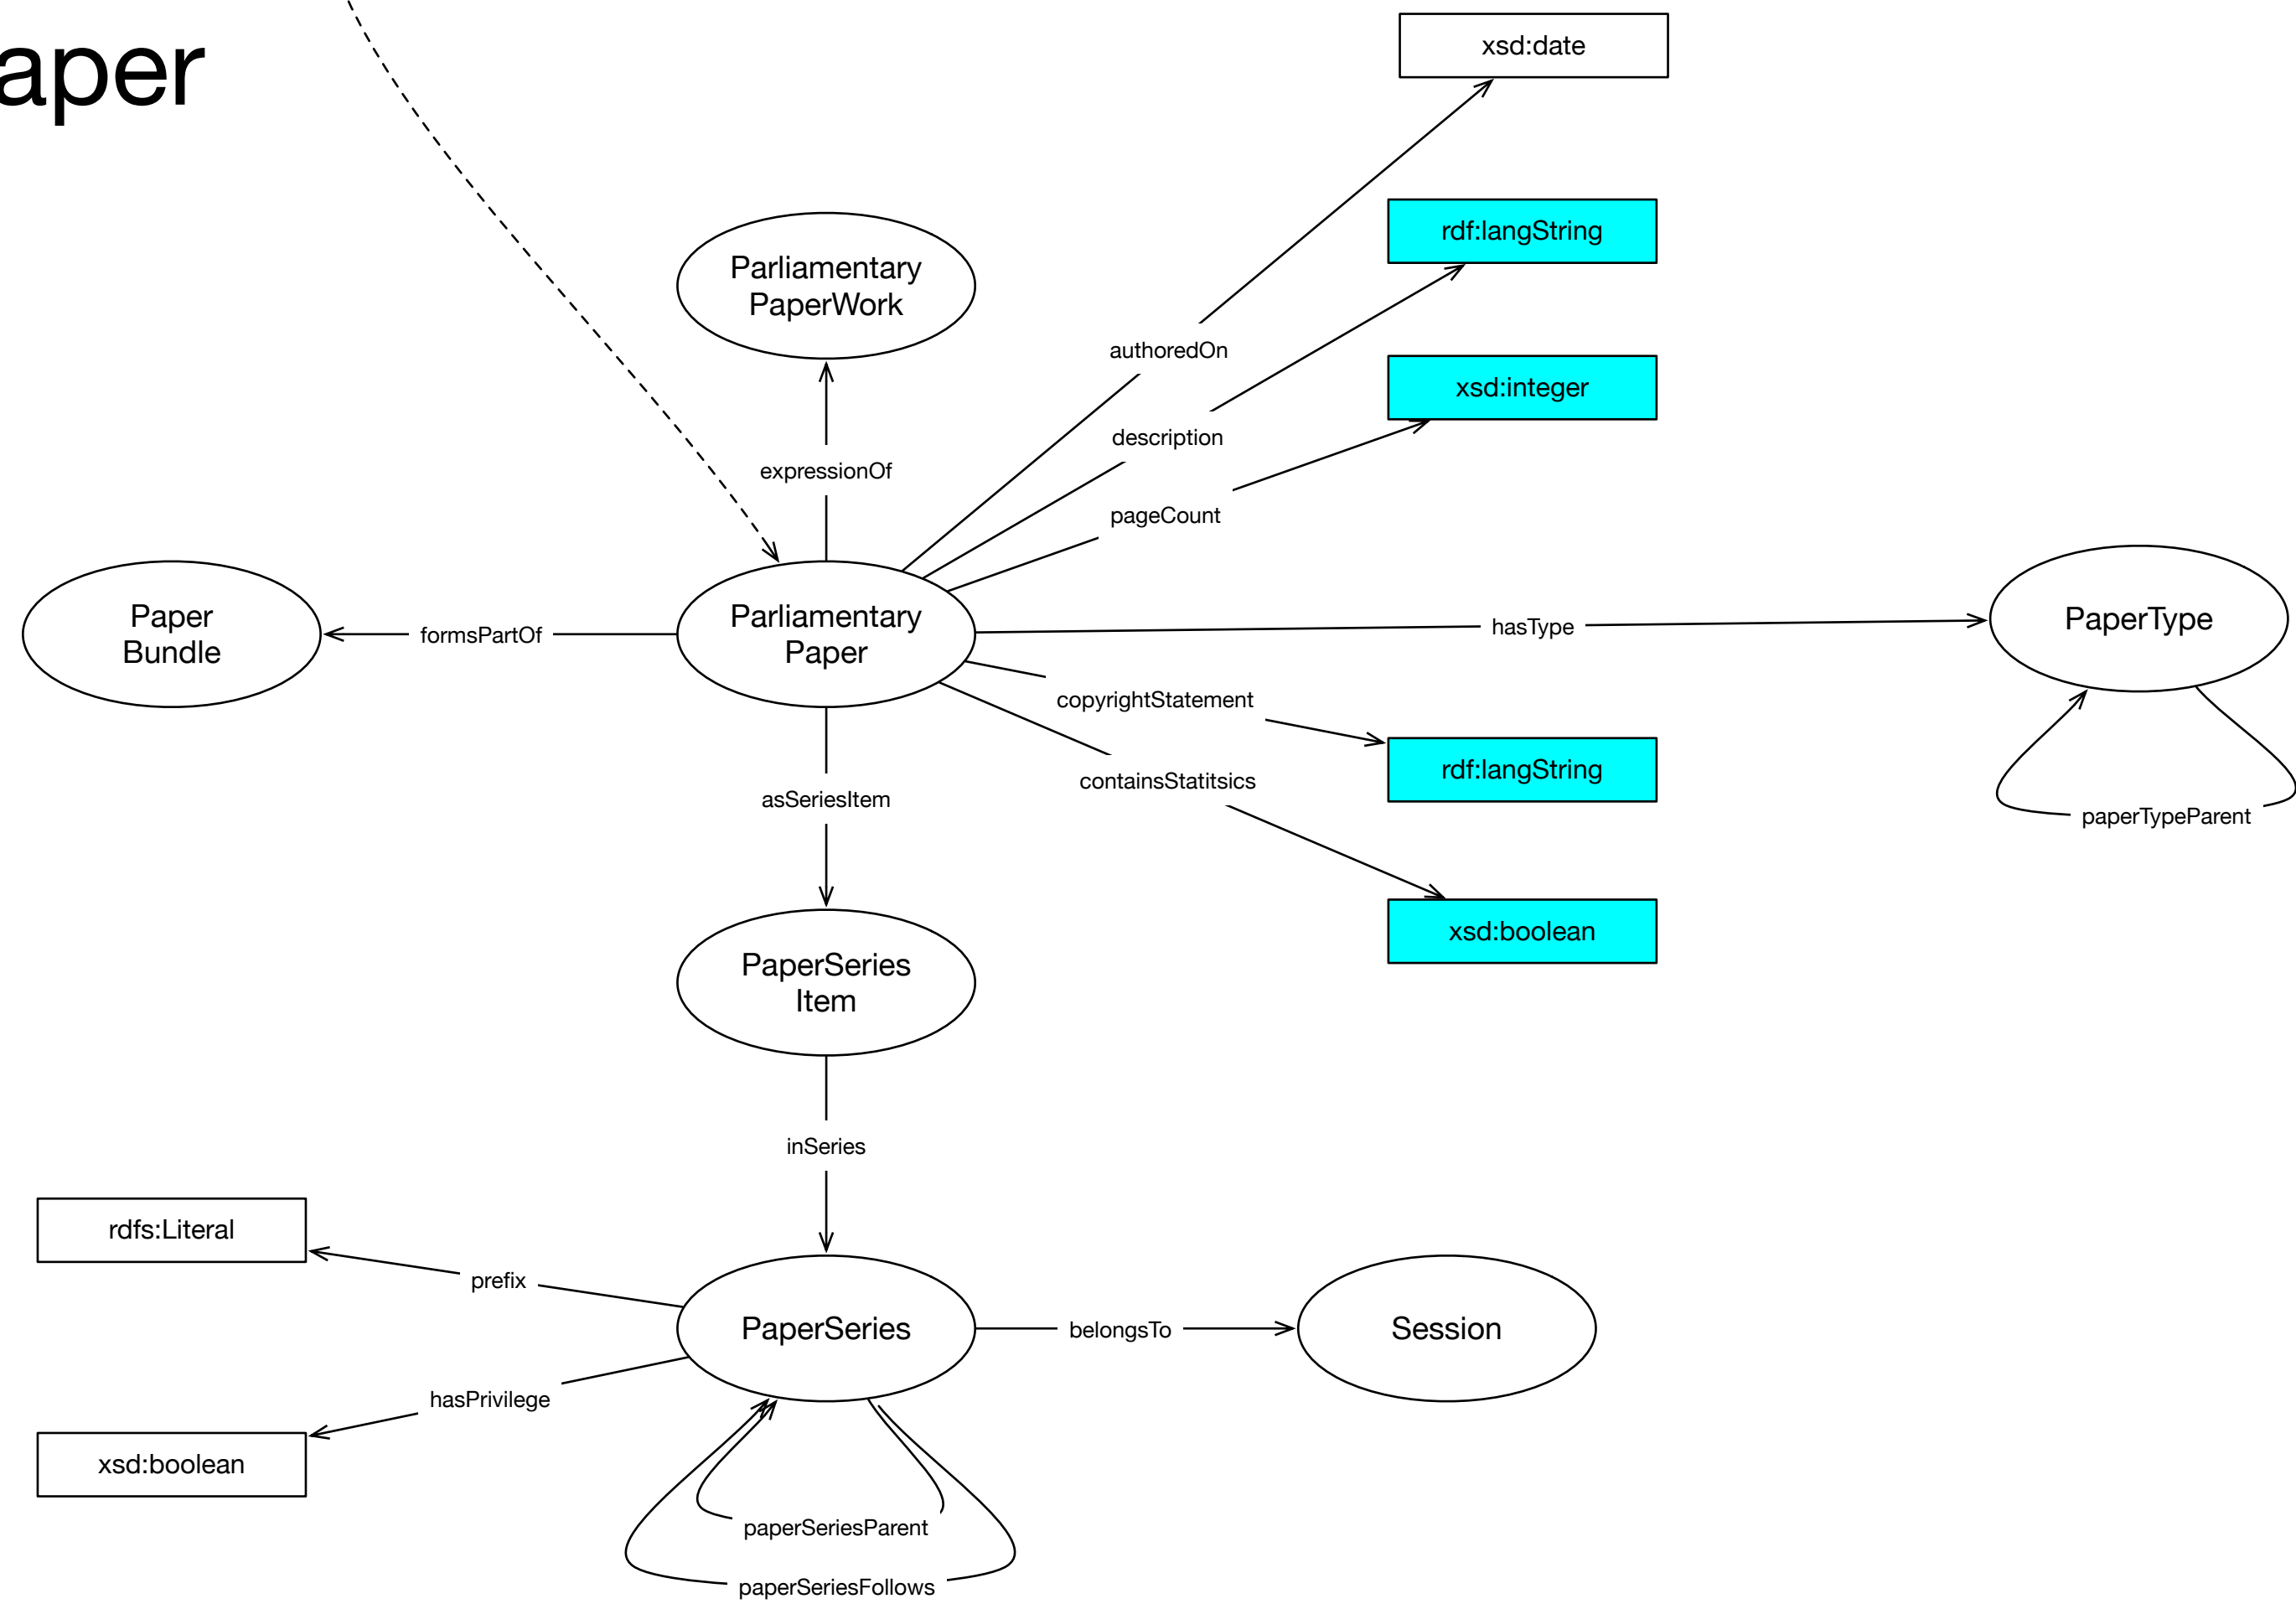 aper
xsd:date
rdf:langString
Parliamentary
PaperWork
authoredOn
xsd:integer
description
expressionOf
pageCount
Paper
Bundle
formsPartOf
Parliamentary
Paper
hasType
PaperType
copyrightStatement
rdf:langString
containsStatitsics
asSeriesItem
paperTypeParent
xsd:boolean
PaperSeries
Item
inSeries
rdfs:Literal
prefix
PaperSeries
belongsTo
Session
hasPrivilege
xsd:boolean
paperSeriesParent
paperSeriesFollows